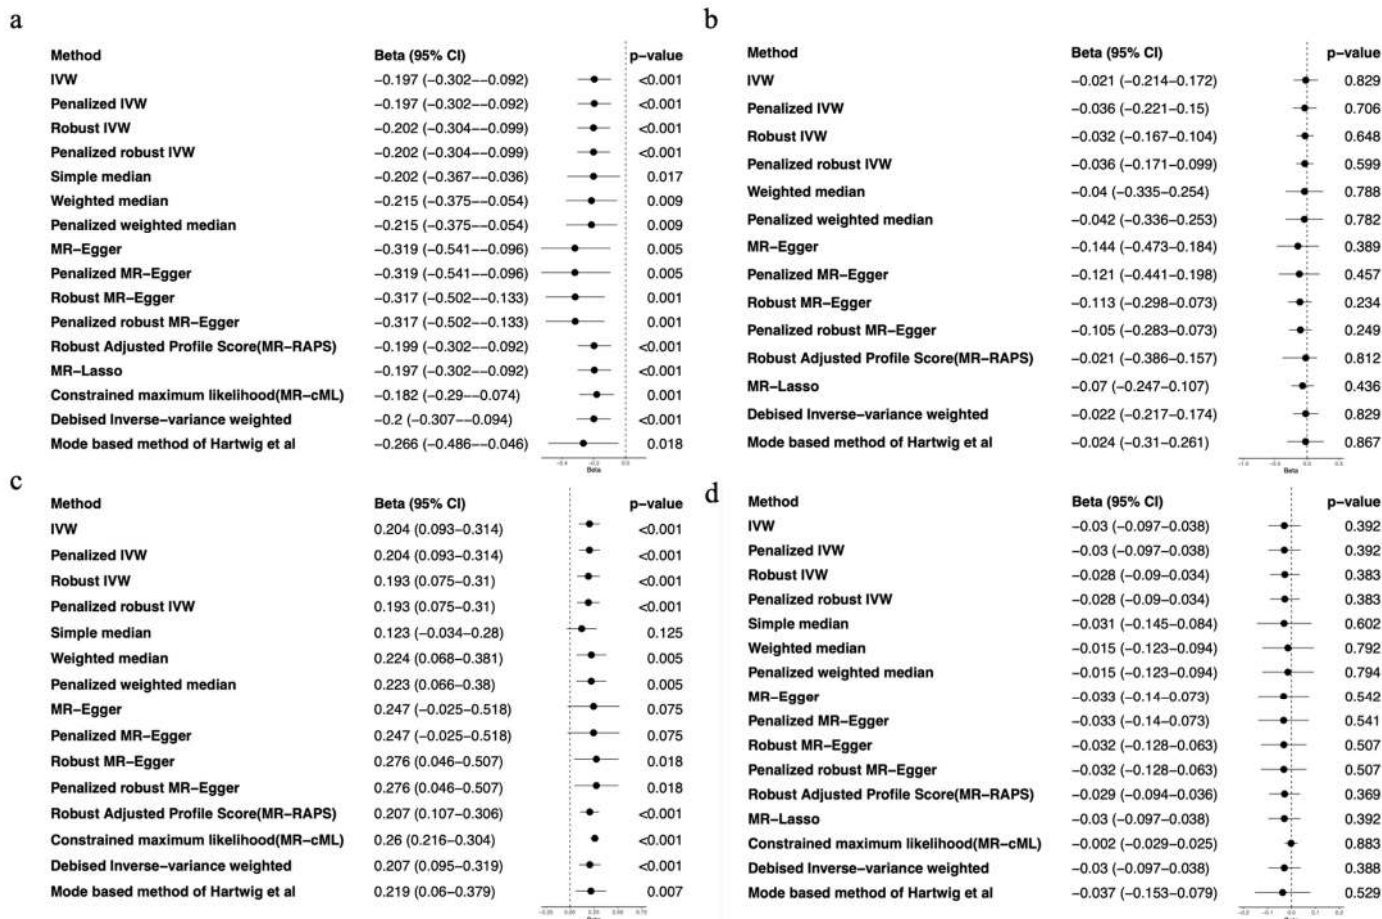 a
Method Beta (95% CI) p−value
IVW −0.197 (−0.302−−0.092) <0.001
Penalized IVW −0.197 (−0.302−−0.092) <0.001
Robust IVW −0.202 (−0.304−−0.099) <0.001
Penalized robust IVW −0.202 (−0.304−−0.099) <0.001
Simple median −0.202 (−0.367−−0.036) 0.017
Weighted median −0.215 (−0.375−−0.054) 0.009
Penalized weighted median −0.215 (−0.375−−0.054) 0.009
MR−Egger −0.319 (−0.541−−0.096) 0.005
Penalized MR−Egger −0.319 (−0.541−−0.096) 0.005
Robust MR−Egger −0.317 (−0.502−−0.133) 0.001
Penalized robust MR−Egger −0.317 (−0.502−−0.133) 0.001
Robust Adjusted Profile Score(MR−RAPS) −0.199 (−0.302−−0.092) <0.001
MR−Lasso −0.197 (−0.302−−0.092) <0.001
Constrained maximum likelihood(MR−cML) −0.182 (−0.29−−0.074) 0.001
Debised Inverse−variance weighted −0.2 (−0.307−−0.094) <0.001
Mode based method of Hartwig et al −0.266 (−0.486−−0.046) 0.018
Beta
b
Method Beta (95% CI) p−value
IVW −0.021 (−0.214−0.172) 0.829
Penalized IVW −0.036 (−0.221−0.15) 0.706
Robust IVW −0.032 (−0.167−0.104) 0.648
Penalized robust IVW −0.036 (−0.171−0.099) 0.599
Weighted median −0.04 (−0.335−0.254) 0.788
Penalized weighted median −0.042 (−0.336−0.253) 0.782
MR−Egger −0.144 (−0.473−0.184) 0.389
Penalized MR−Egger −0.121 (−0.441−0.198) 0.457
Robust MR−Egger −0.113 (−0.298−0.073) 0.234
Penalized robust MR−Egger −0.105 (−0.283−0.073) 0.249
Robust Adjusted Profile Score(MR−RAPS) −0.021 (−0.386−0.157) 0.812
MR−Lasso −0.07 (−0.247−0.107) 0.436
Debised Inverse−variance weighted −0.022 (−0.217−0.174) 0.829
Mode based method of Hartwig et al −0.024 (−0.31−0.261) 0.867
−1.0 −0.5 0.0 0.5
Beta
c
Method Beta (95% CI) p−value
IVW 0.204 (0.093−0.314) <0.001
Penalized IVW 0.204 (0.093−0.314) <0.001
Robust IVW 0.193 (0.075−0.31) <0.001
Penalized robust IVW 0.193 (0.075−0.31) <0.001
Simple median 0.123 (−0.034−0.28) 0.125
Weighted median 0.224 (0.068−0.381) 0.005
Penalized weighted median 0.223 (0.066−0.38) 0.005
MR−Egger 0.247 (−0.025−0.518) 0.075
Penalized MR−Egger 0.247 (−0.025−0.518) 0.075
Robust MR−Egger 0.276 (0.046−0.507) 0.018
Penalized robust MR−Egger 0.276 (0.046−0.507) 0.018
Robust Adjusted Profile Score(MR−RAPS) 0.207 (0.107−0.306) <0.001
Constrained maximum likelihood(MR−cML) 0.26 (0.216−0.304) <0.001
Debised Inverse−variance weighted 0.207 (0.095−0.319) <0.001
Mode based method of Hartwig et al 0.219 (0.06−0.379) 0.007
d
Method Beta (95% CI) p−value
IVW −0.03 (−0.097−0.038) 0.392
Penalized IVW −0.03 (−0.097−0.038) 0.392
Robust IVW −0.028 (−0.09−0.034) 0.383
Penalized robust IVW −0.028 (−0.09−0.034) 0.383
Simple median −0.031 (−0.145−0.084) 0.602
Weighted median −0.015 (−0.123−0.094) 0.792
Penalized weighted median −0.015 (−0.123−0.094) 0.794
MR−Egger −0.033 (−0.14−0.073) 0.542
Penalized MR−Egger −0.033 (−0.14−0.073) 0.541
Robust MR−Egger −0.032 (−0.128−0.063) 0.507
Penalized robust MR−Egger −0.032 (−0.128−0.063) 0.507
Robust Adjusted Profile Score(MR−RAPS) −0.029 (−0.094−0.036) 0.369
MR−Lasso −0.03 (−0.097−0.038) 0.392
Constrained maximum likelihood(MR−cML) −0.002 (−0.029−0.025) 0.883
Debised Inverse−variance weighted −0.03 (−0.097−0.038) 0.388
Mode based method of Hartwig et al −0.037 (−0.153−0.079) 0.529